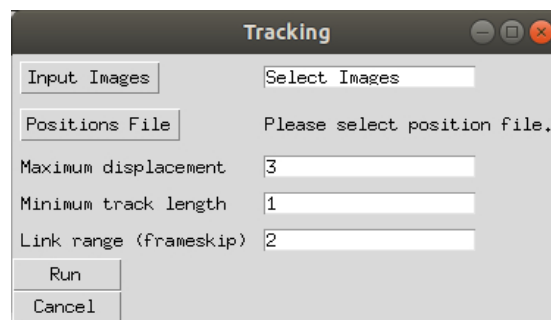 Tracking
Input Images Select Images
Positions File Please select position file.
Maximum displacement 3
Minimum track length 1
Link range (frameskip) 2
Run
Cancel